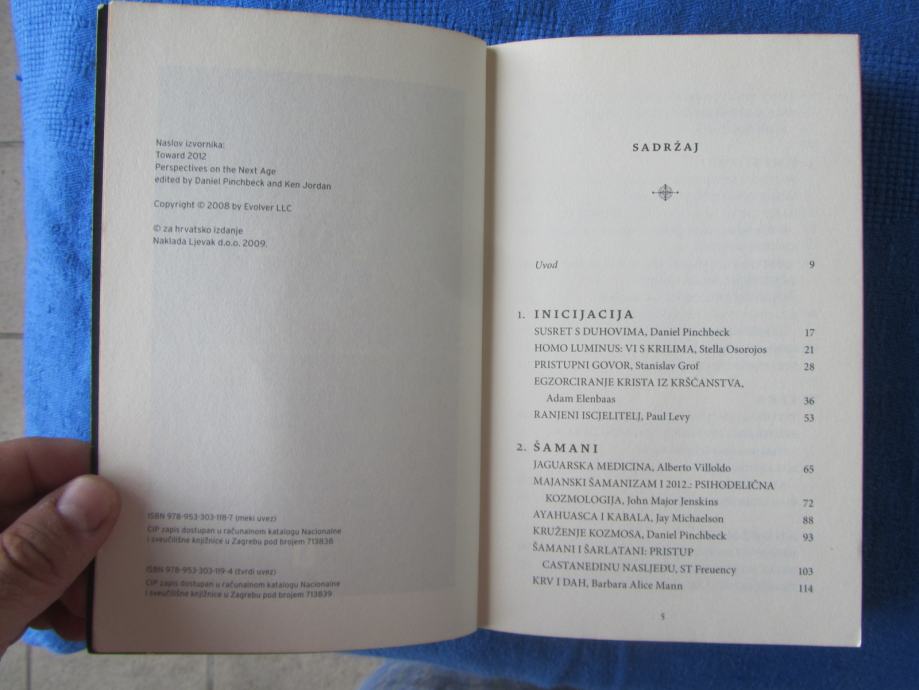 Naslov izvornika:
Toward 2012
Perspectives on the Next Age
edited by Daniel Pinchbeck and Ken Jordan
Copyright © 2008 by Evolver LLC
© za hrvatsko izdanje
Naklada Ljevak d.o.o. 2009.
ISBN 978-953-303-118-7 (meki uvez)
CIP zapis dostupan u računalnom katalogu Nacionalne
i sveučilišne knjižnice u Zagrebu pod brojem 713838
ISBN 978-953-303-119-4 (tvrdi uvez)
CIP zapis dostupan u računalnom katalogu Nacionalne
i sveučilišne knjižnice u Zagrebu pod brojem 713839
SADRŽAJ
Uvod 9
1. INICIJACIJA
SUSRET S DUHOVIMA, Daniel Pinchbeck 17
HOMO LUMINUS: VI S KRILIMA, Stella Osorojos 21
PRISTUPNI GOVOR, Stanislav Grof 28
EGZORCIRANJE KRISTA IZ KRŠĆANSTVA,
Adam Elenbaas 36
RANJENI ISCJELITELJ, Paul Levy 53
2. ŠAMANI
JAGUARSKA MEDICINA, Alberto Villoldo 65
MAJANSKI ŠAMANIZAM I 2012.: PSIHODELIČNA
KOZMOLOGIJA, John Major Jenskins 72
AYAHUASCA I KABALA, Jay Michaelson 88
KRUŽENJE KOZMOSA, Daniel Pinchbeck 93
ŠAMANI I ŠARLATANI: PRISTUP
CASTANEDINU NASLJEĐU, ST Freuency 103
KRV I DAH, Barbara Alice Mann 114
5